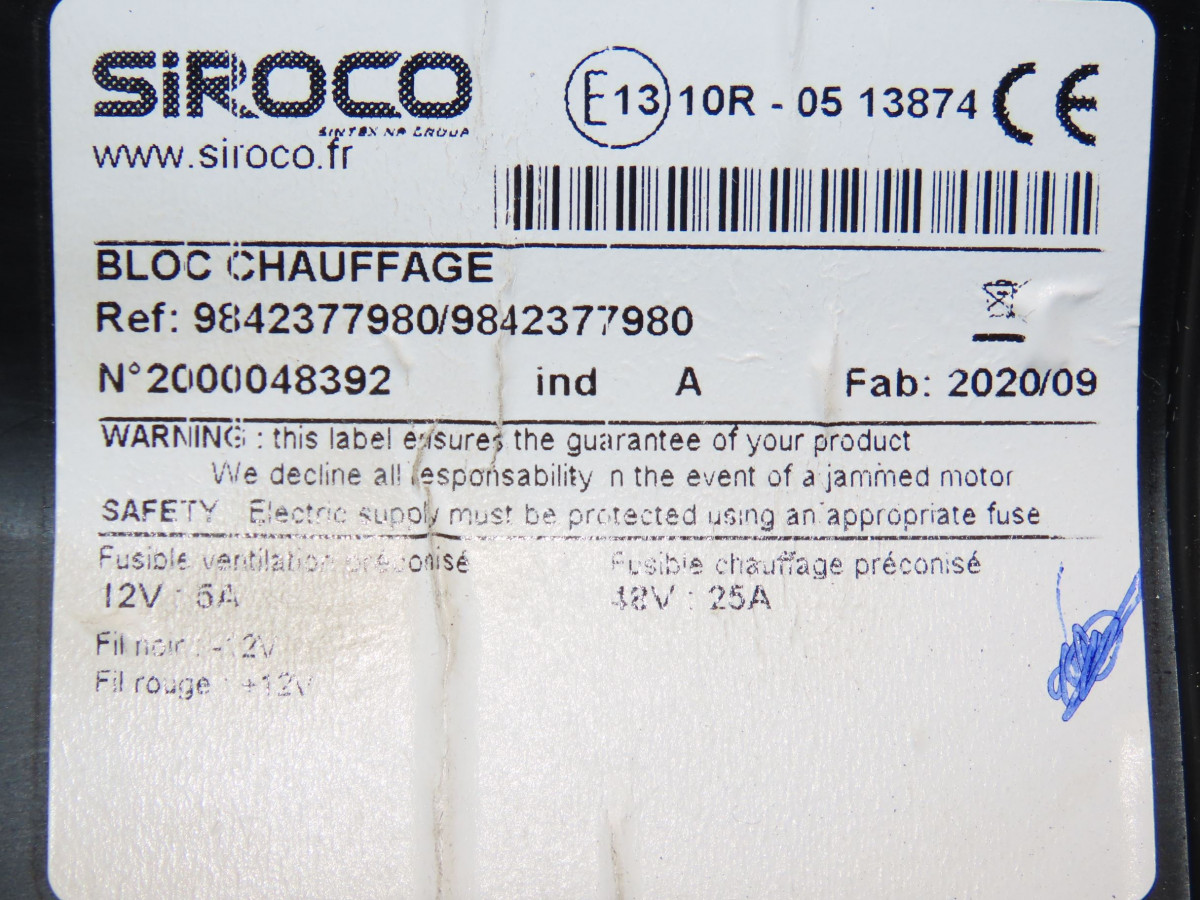 SiROCO
SINTEX NP GROUP
www.siroco.fr
E13 10R - 05 13874 CE
BLOC CHAUFFAGE
Ref: 9842377980/9842377980
N°2000048392 ind A Fab: 2020/09
WARNING : this label ensures the guarantee of your product
We decline all responsability in the event of a jammed motor
SAFETY Electric supply must be protected using an appropriate fuse
Fusible ventilation préconisé Fusible chauffage préconisé
12V : 5A 48V : 25A
Fil noir : -12V
Fil rouge : +12V